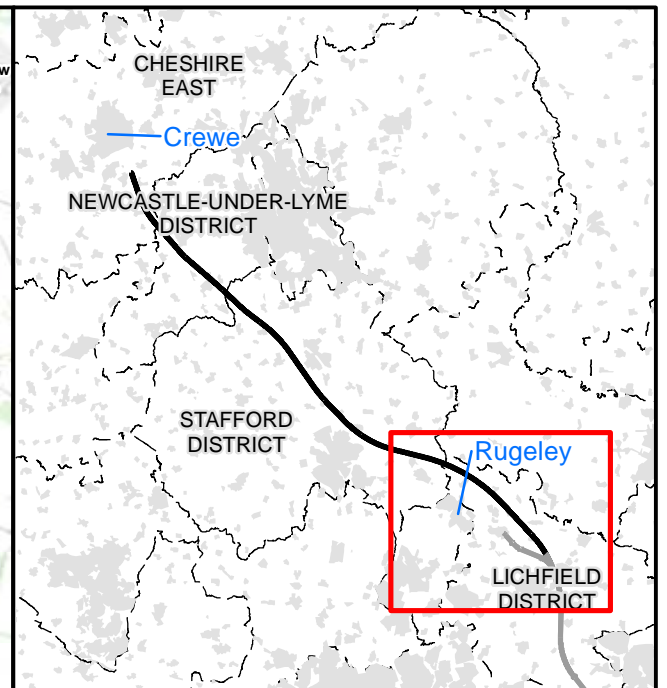 CHESHIRE
EAST
w
Crewe
NEWCASTLE-UNDER-LYME
DISTRICT
STAFFORD
DISTRICT
Rugeley
LICHFIELD
DISTRICT